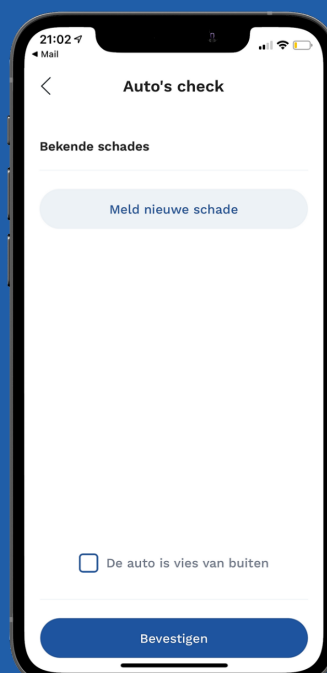 21:02
◀ Mail
Auto's check
Bekende schades
Meld nieuwe schade
De auto is vies van buiten
Bevestigen